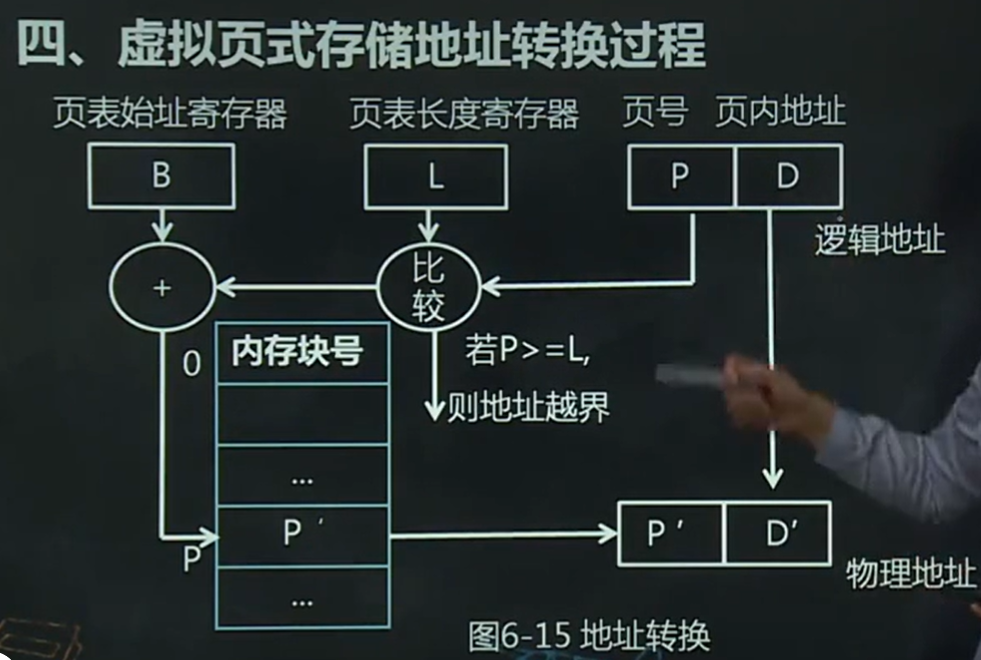 四、虚拟页式存储地址转换过程
页表始址寄存器 页表长度寄存器 页号 页内地址
B L P D
逻辑地址
+ 比较
0 内存块号
若P>=L,
则地址越界
...
P P′ P′ D′
物理地址
...
图6-15 地址转换